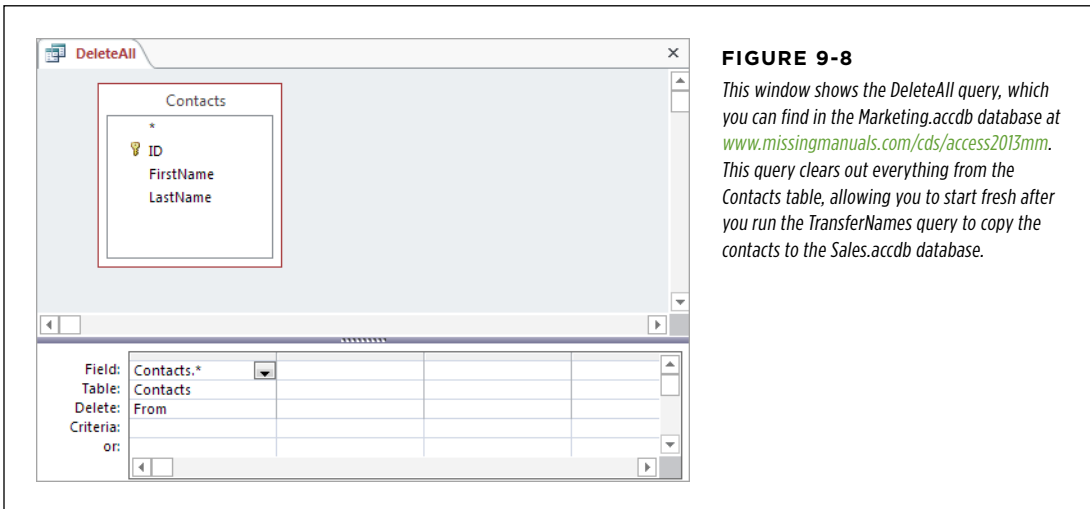 DeleteAll
Contacts
*
ID
FirstName
LastName
Field: Contacts.*
Table: Contacts
Delete: From
Criteria:
or:
FIGURE 9-8
This window shows the DeleteAll query, which
you can find in the Marketing.accdb database at
www.missingmanuals.com/cds/access2013mm.
This query clears out everything from the
Contacts table, allowing you to start fresh after
you run the TransferNames query to copy the
contacts to the Sales.accdb database.